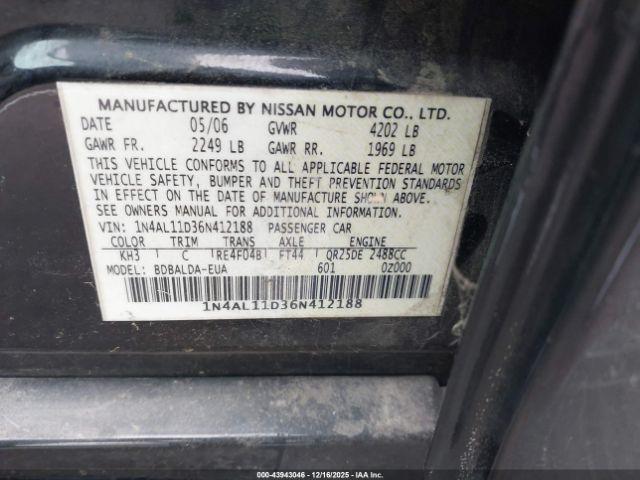 MANUFACTURED BY NISSAN MOTOR CO., LTD.
DATE 05/06 GVWR 4202 LB
GAWR FR. 2249 LB GAWR RR. 1969 LB
THIS VEHICLE CONFORMS TO ALL APPLICABLE FEDERAL MOTOR
VEHICLE SAFETY, BUMPER AND THEFT PREVENTION STANDARDS
IN EFFECT ON THE DATE OF MANUFACTURE SHOWN ABOVE.
SEE OWNERS MANUAL FOR ADDITIONAL INFORMATION.
VIN: 1N4AL11D36N412188 PASSENGER CAR
COLOR TRIM TRANS AXLE ENGINE
KH3 C RE4F04B FT44 QR25DE 2488CC
MODEL: BDBALDA-EUA 601 0Z000
1N4AL11D36N412188
000-43943046 - 12/16/2025 - IAA Inc.